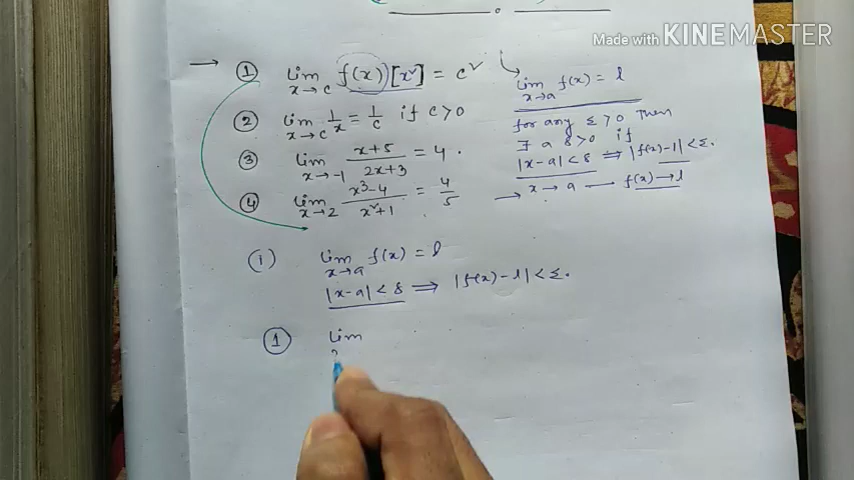 Made with KINEMASTER
→ ① lim x→c f(x) [x²] = c²
② lim x→c 1/x = 1/c if c>0
③ lim x→-1 x+5/2x+3 = 4.
④ lim x→2 x³-4/x²+1 = 4/5
lim x→a f(x) = l
for any ε>0 Then
∃ a δ>0 if
|x-a|<δ ⇒ |f(x)-l|<ε.
→ x→a — f(x)→l
(i) lim x→a f(x) = l
|x-a|<δ ⇒ |f(x)-l|<ε.
① lim